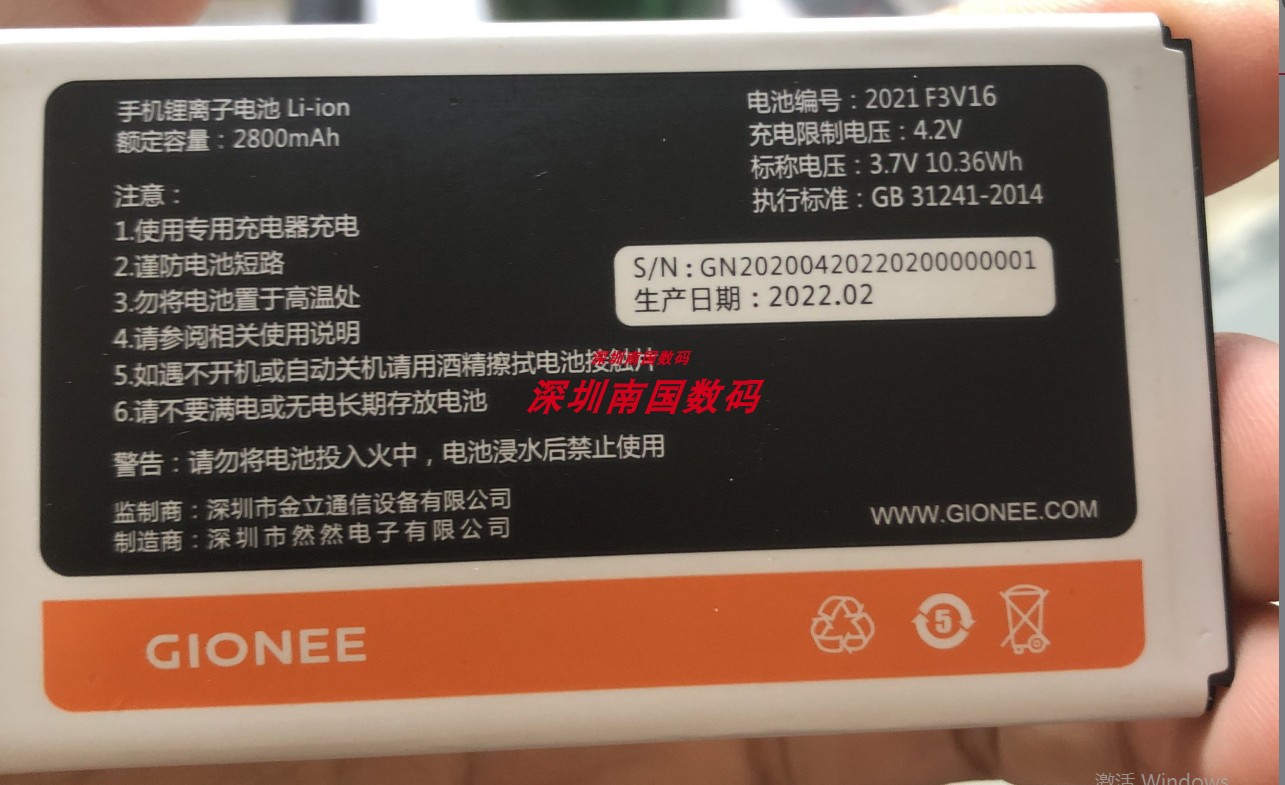 手机锂离子电池 Li-ion
额定容量：2800mAh
电池编号：2021 F3V16
充电限制电压：4.2V
标称电压：3.7V 10.36Wh
执行标准：GB 31241-2014
注意：
1.使用专用充电器充电
2.谨防电池短路
3.勿将电池置于高温处
4.请参阅相关使用说明
5.如遇不开机或自动关机请用酒精擦拭电池接触片
6.请不要满电或无电长期存放电池
S/N：GN20200420220200000001
生产日期：2022.02
深圳南国数码
深圳南国数码
警告：请勿将电池投入火中，电池浸水后禁止使用
监制商：深圳市金立通信设备有限公司
制造商：深圳市然然电子有限公司
WWW.GIONEE.COM
GIONEE
5
激活 Windows